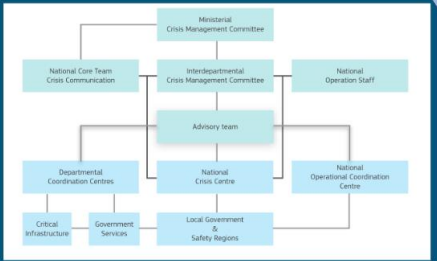 Ministerial
Crisis Management Committee
National Core Team
Crisis Communication
Interdepartmental
Crisis Management Committee
National
Operation Staff
Advisory team
Departmental
Coordination Centres
National
Crisis Centre
National
Operational Coordination
Centre
Critical
Infrastructure
Government
Services
Local Government
&
Safety Regions